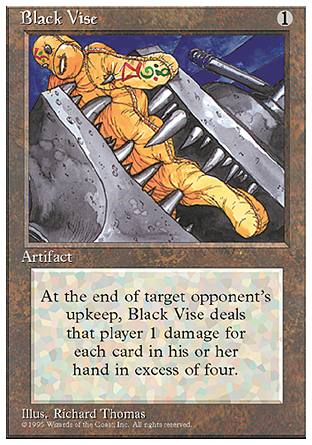 Black Vise 1
Artifact
At the end of target opponent's
upkeep, Black Vise deals
that player 1 damage for
each card in his or her
hand in excess of four.
Illus. Richard Thomas
©1995 Wizards of the Coast, Inc. All rights reserved.